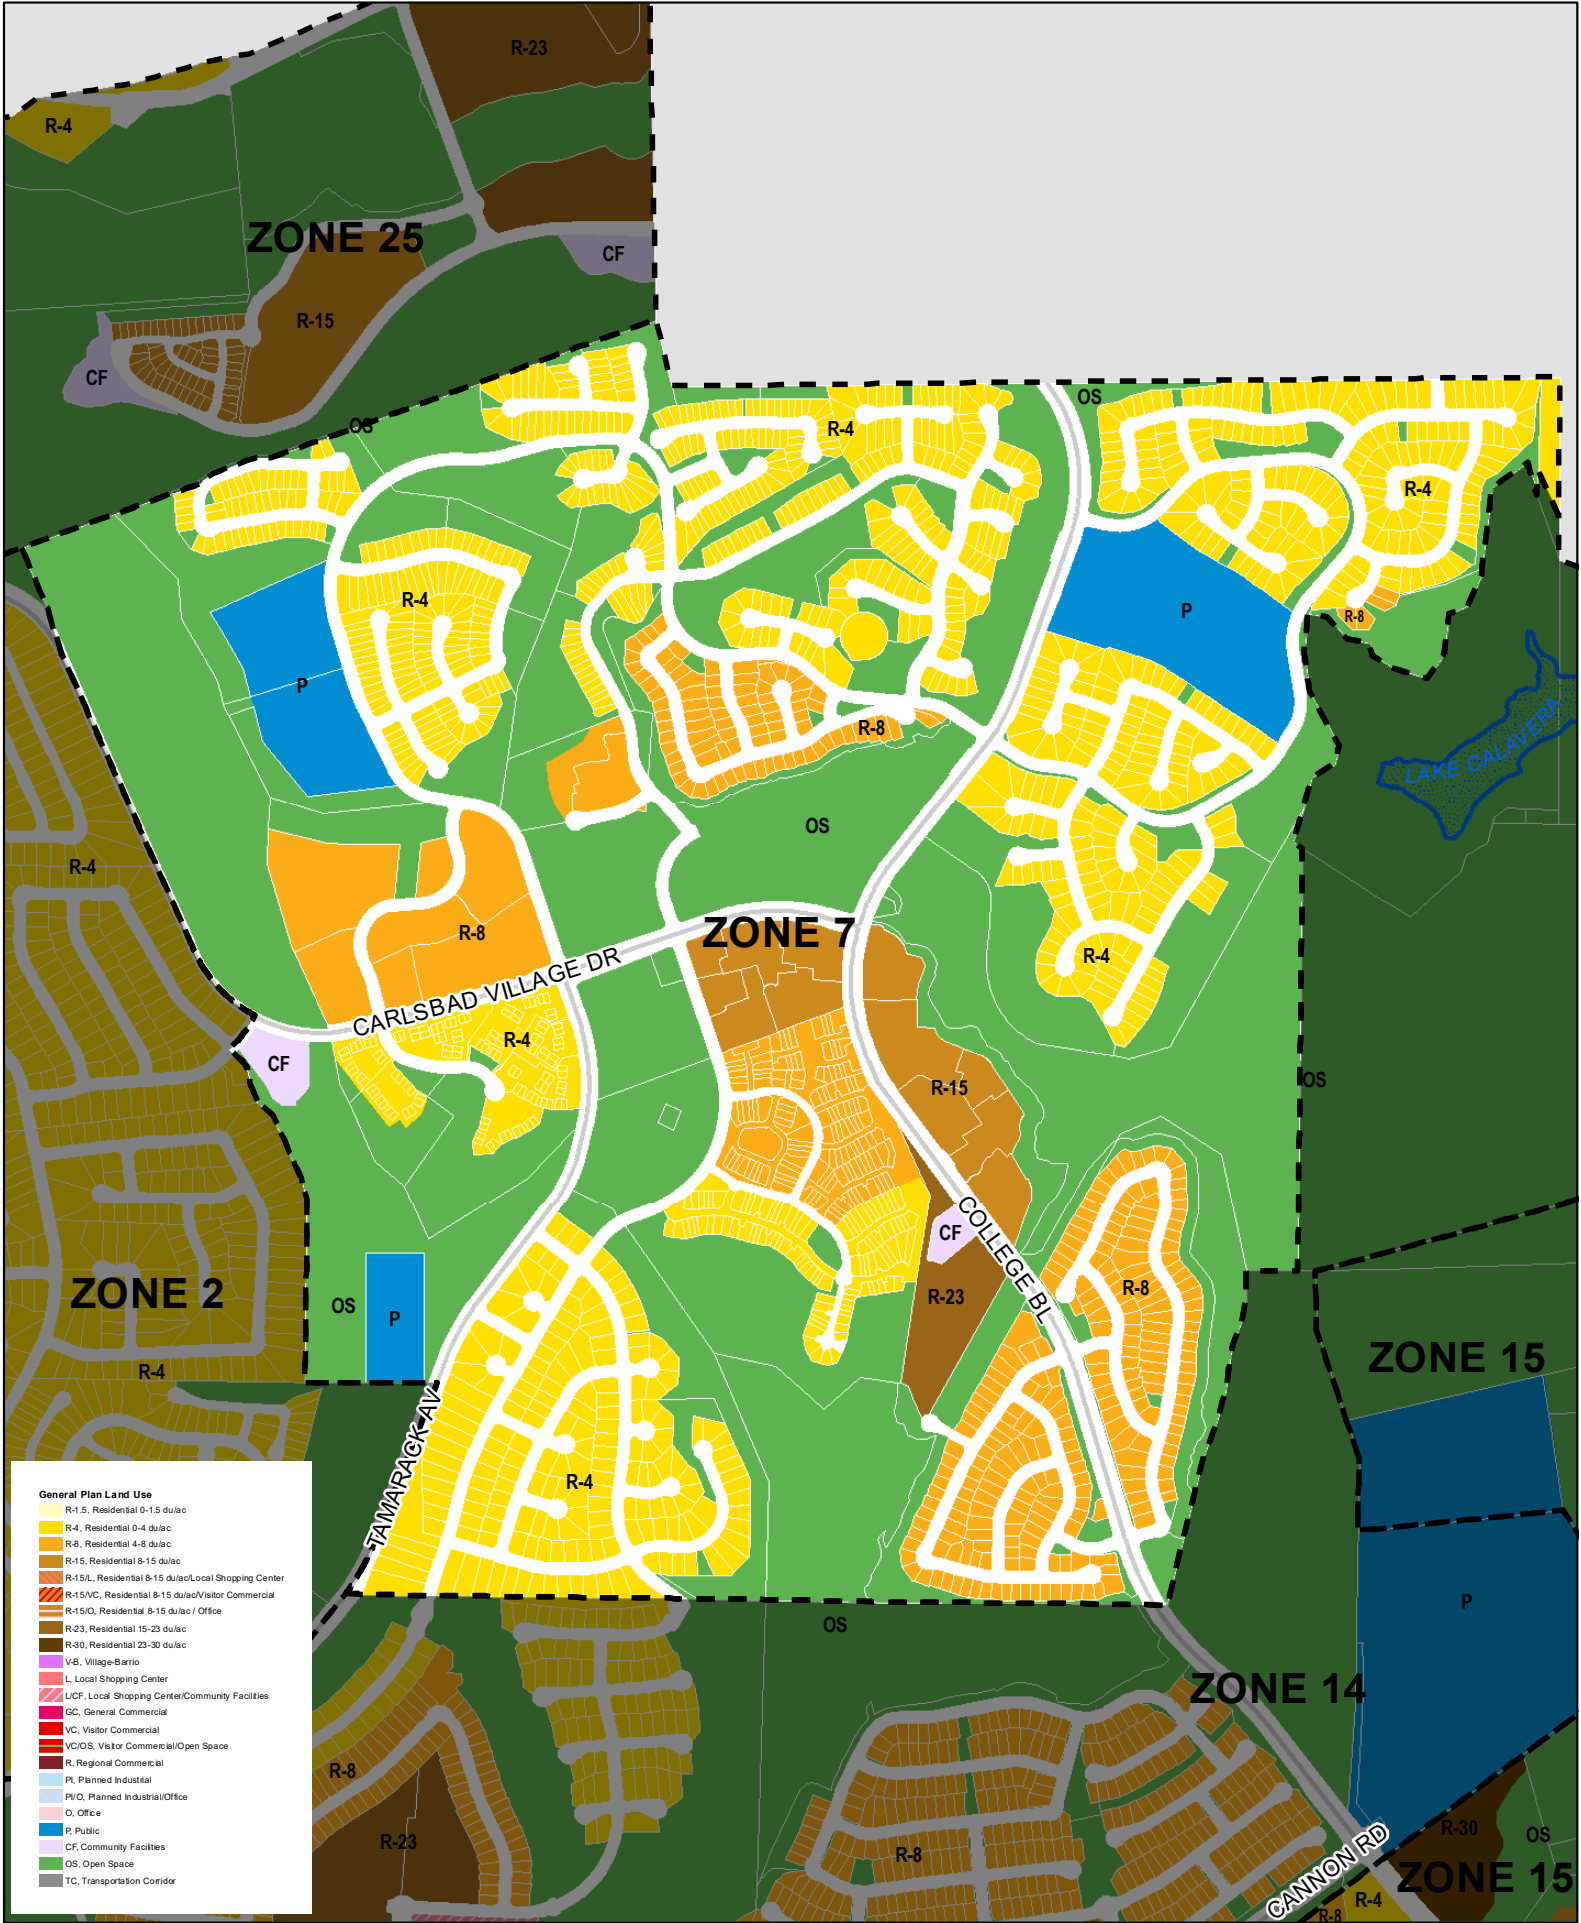 R-23
R-4
ZONE 25
CF
R-15
CF
OS
OS
R-4
R-4
R-4
P
R-8
P
R-8
LAKE CALAVERA
OS
R-4
ZONE 7
R-8
R-4
CARLSBAD VILLAGE DR
R-4
CF
R-15
OS
COLLEGE BL
CF
R-8
ZONE 2
OS
P
R-23
ZONE 15
R-4
TAMARACK AV
R-4
P
OS
ZONE 14
R-8
R-23
R-8
CANNON RD
R-30
OS
ZONE 15
R-4
R-8
General Plan Land Use
R-1.5, Residential 0-1.5 du/ac
R-4, Residential 0-4 du/ac
R-8, Residential 4-8 du/ac
R-15, Residential 8-15 du/ac
R-15/L, Residential 8-15 du/ac/Local Shopping Center
R-15/VC, Residential 8-15 du/ac/Visitor Commercial
R-15/O, Residential 8-15 du/ac / Office
R-23, Residential 15-23 du/ac
R-30, Residential 23-30 du/ac
V-B, Village-Barrio
L, Local Shopping Center
L/CF, Local Shopping Center/Community Facilities
GC, General Commercial
VC, Visitor Commercial
VC/OS, Visitor Commercial/Open Space
R, Regional Commercial
PI, Planned Industrial
PI/O, Planned Industrial/Office
O, Office
P, Public
CF, Community Facilities
OS, Open Space
TC, Transportation Corridor